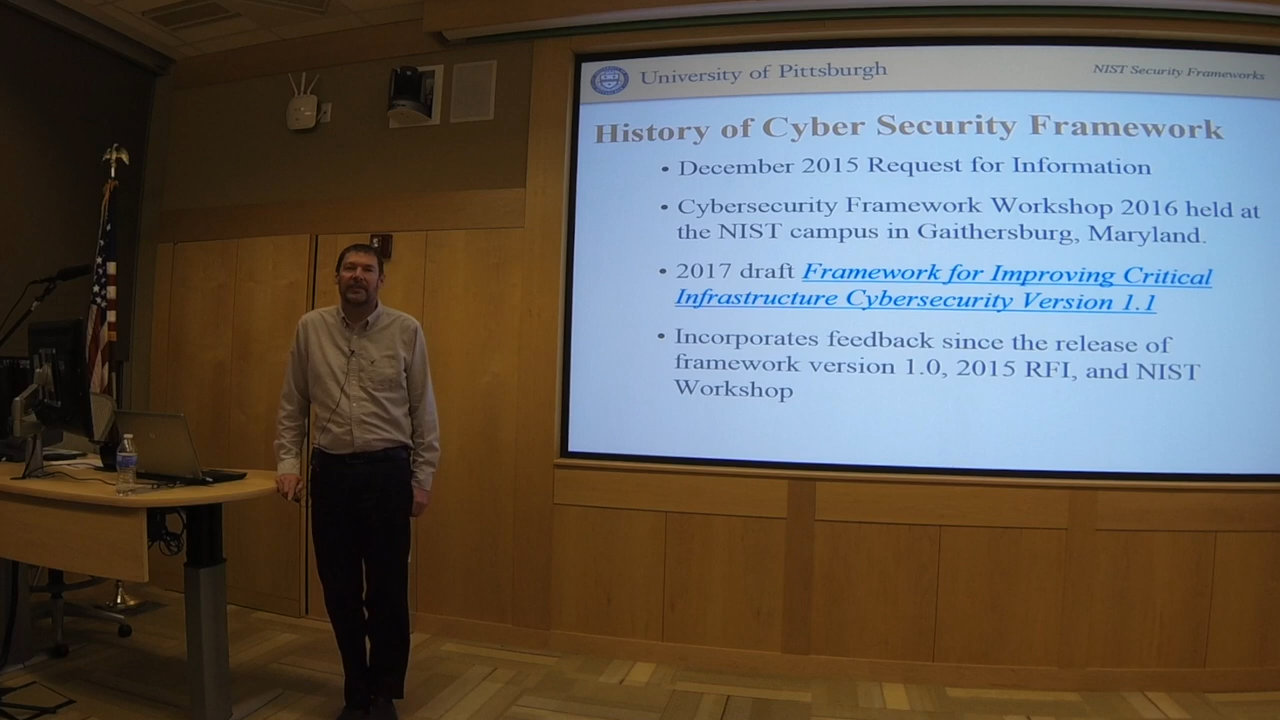 University of Pittsburgh
NIST Security Frameworks
History of Cyber Security Framework
• December 2015 Request for Information
• Cybersecurity Framework Workshop 2016 held at
the NIST campus in Gaithersburg, Maryland.
• 2017 draft Framework for Improving Critical
Infrastructure Cybersecurity Version 1.1
• Incorporates feedback since the release of
framework version 1.0, 2015 RFI, and NIST
Workshop